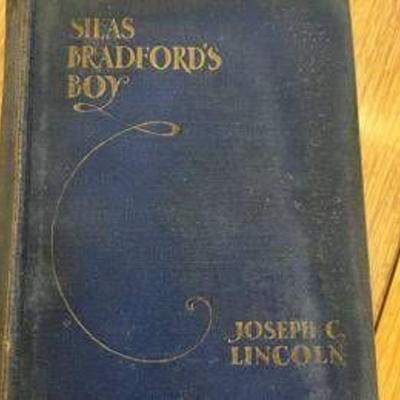 SILAS
BRADFORD'S
BOY
JOSEPH C.
LINCOLN